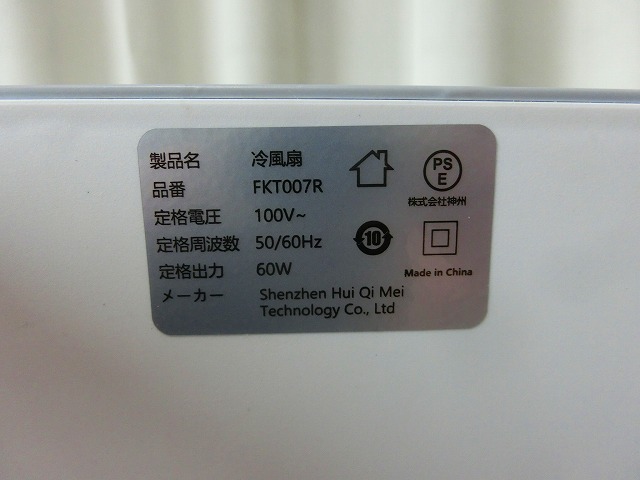 製品名 冷風扇
品番 FKT007R
定格電圧 100V~
定格周波数 50/60Hz
定格出力 60W
メーカー Shenzhen Hui Qi Mei
Technology Co., Ltd
PS
E
株式会社神州
10
Made in China